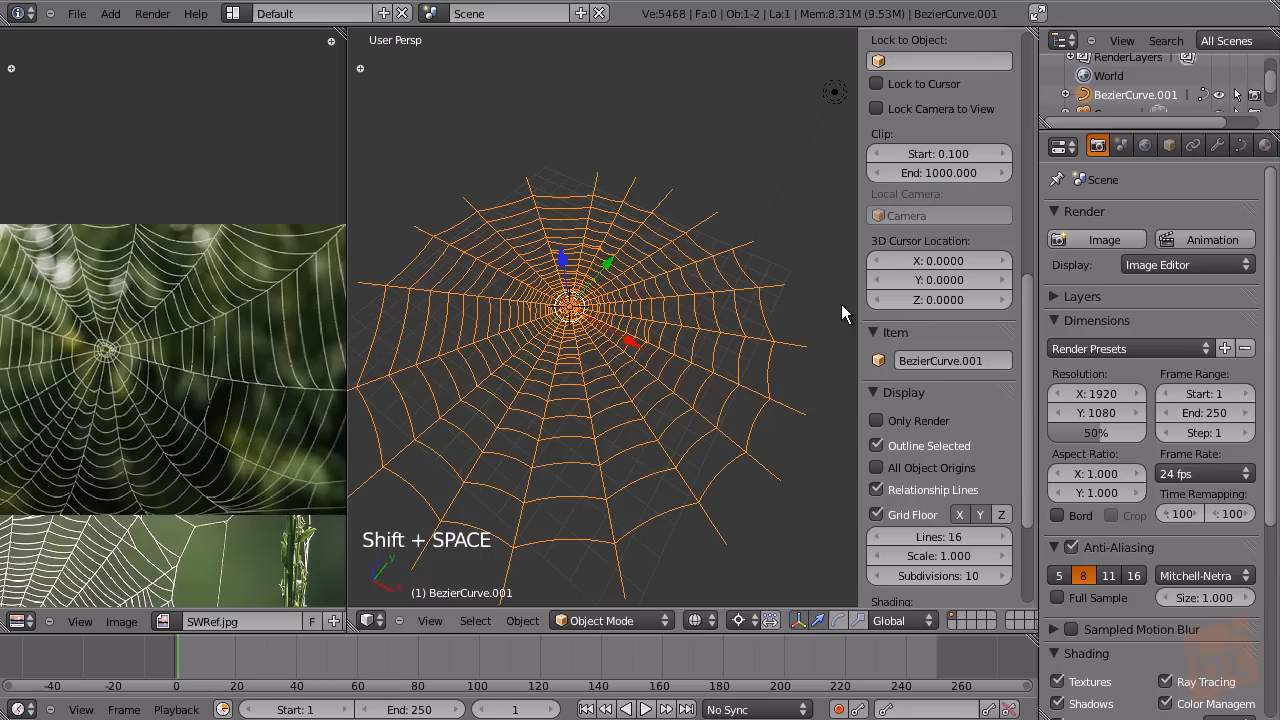 File Add Render Help Default Scene Ve:5468 | Fa:0 | Ob:1-2 | La:1 | Mem:8.31M (9.53M) | BezierCurve.001
View Search All Scenes
RenderLayers
World
BezierCurve.001
User Persp
Lock to Object:
Lock to Cursor
Lock Camera to View
Clip:
Start: 0.100
End: 1000.000
Local Camera:
Camera
3D Cursor Location:
X: 0.0000
Y: 0.0000
Z: 0.0000
Item
BezierCurve.001
Display
Only Render
Outline Selected
All Object Origins
Relationship Lines
Grid Floor X Y Z
Lines: 16
Scale: 1.000
Subdivisions: 10
Shading:
Scene
Render
Image Animation
Display: Image Editor
Layers
Dimensions
Render Presets
Resolution: Frame Range:
X: 1920 Start: 1
Y: 1080 End: 250
50% Step: 1
Aspect Ratio: Frame Rate:
X: 1.000 24 fps
Y: 1.000 Time Remapping:
Bord Crop 100 : 100
Anti-Aliasing
5 8 11 16 Mitchell-Netra
Full Sample Size: 1.000
Sampled Motion Blur
Shading
Textures Ray Tracing
Shadows Color Managem
Shift + SPACE
(1) BezierCurve.001
View Image SWRef.jpg F
View Select Object Object Mode Global
-40 -20 0 20 40 60 80 100 120 140 160 180 200 220 240 260
View Frame Playback Start: 1 End: 250 1 No Sync